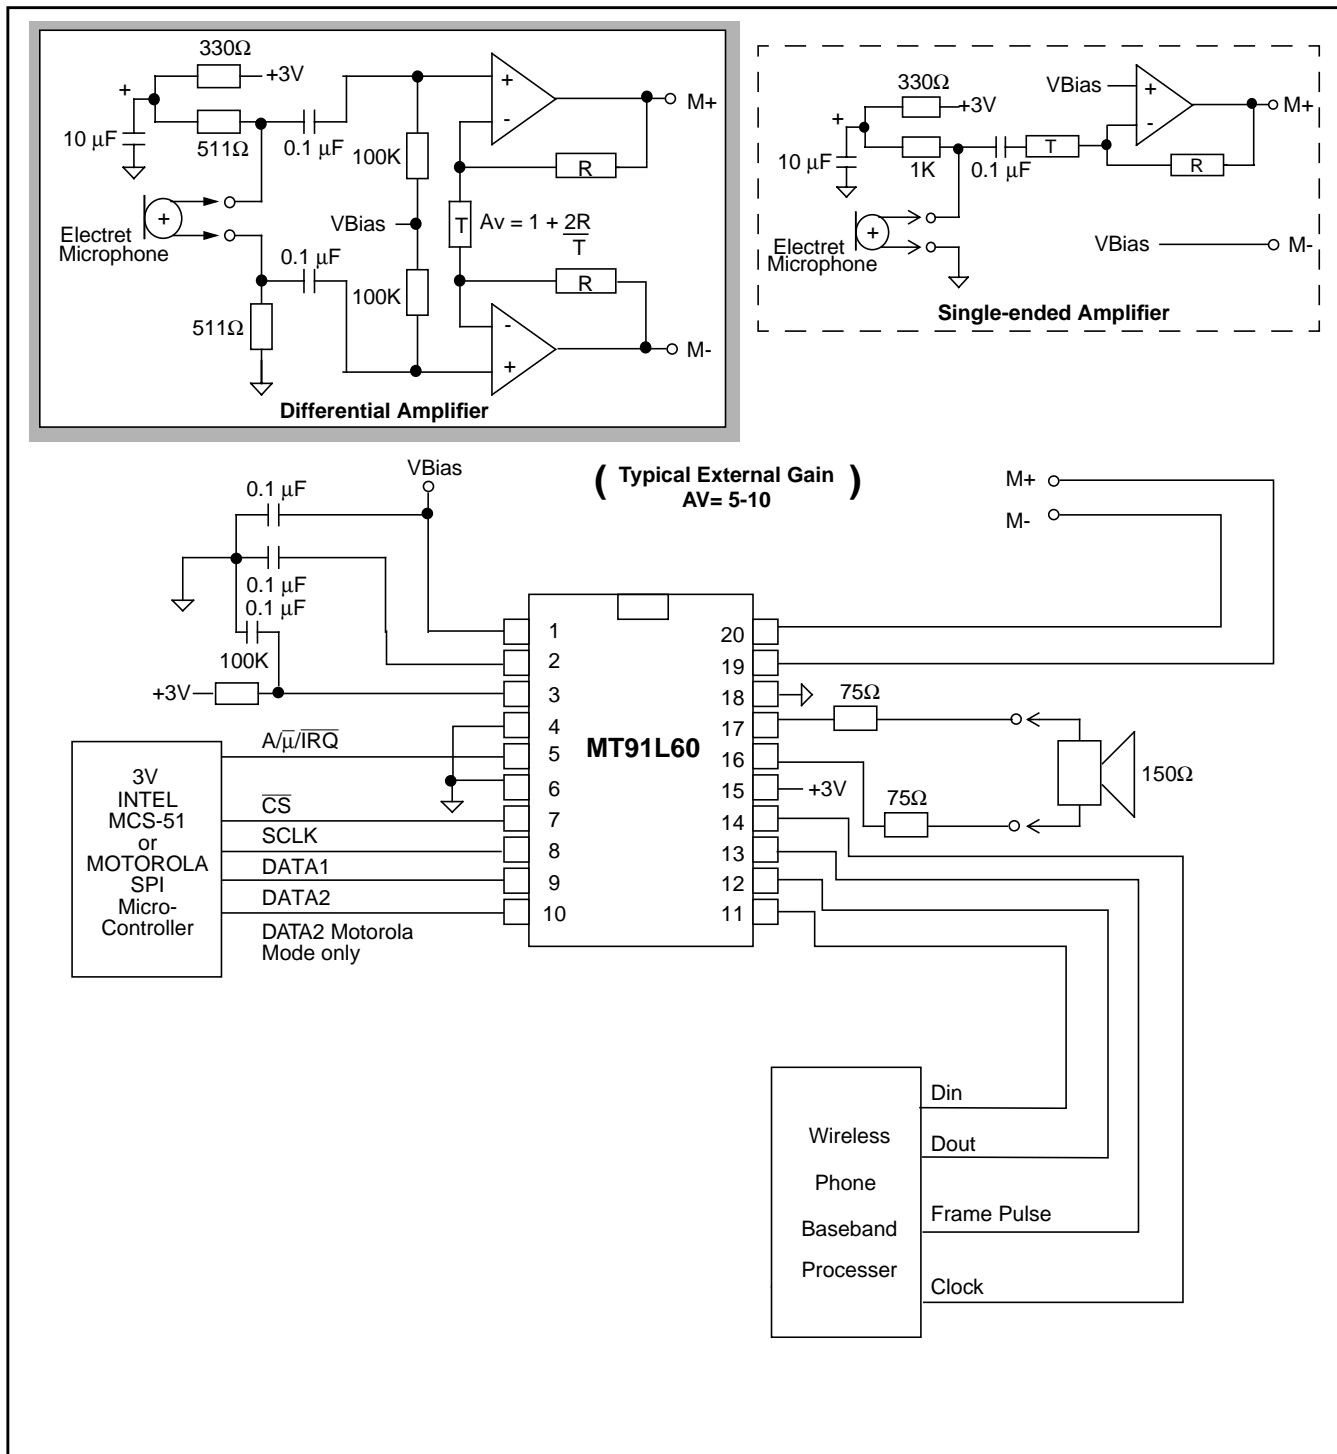 330Ω
+3V
+
10 µF
511Ω
0.1 µF
100K
+
-
M+
R
Electret
Microphone
+
VBias
T
Av = 1 + 2R
T
0.1 µF
R
100K
511Ω
-
+
M-
Differential Amplifier
VBias
330Ω
+3V
+
10 µF
1K
0.1 µF
T
+
-
M+
R
Electret
Microphone
+
VBias
M-
Single-ended Amplifier
VBias
( Typical External Gain )
AV= 5-10
M+
M-
0.1 µF
0.1 µF
0.1 µF
100K
+3V
MT91L60
1
2
3
4
5
6
7
8
9
10
20
19
18
17
16
15
14
13
12
11
75Ω
75Ω
+3V
150Ω
3V
INTEL
MCS-51
or
MOTOROLA
SPI
Micro-
Controller
A/µ̅/I̅R̅Q̅
C̅S̅
SCLK
DATA1
DATA2
DATA2 Motorola
Mode only
Wireless
Phone
Baseband
Processer
Din
Dout
Frame Pulse
Clock